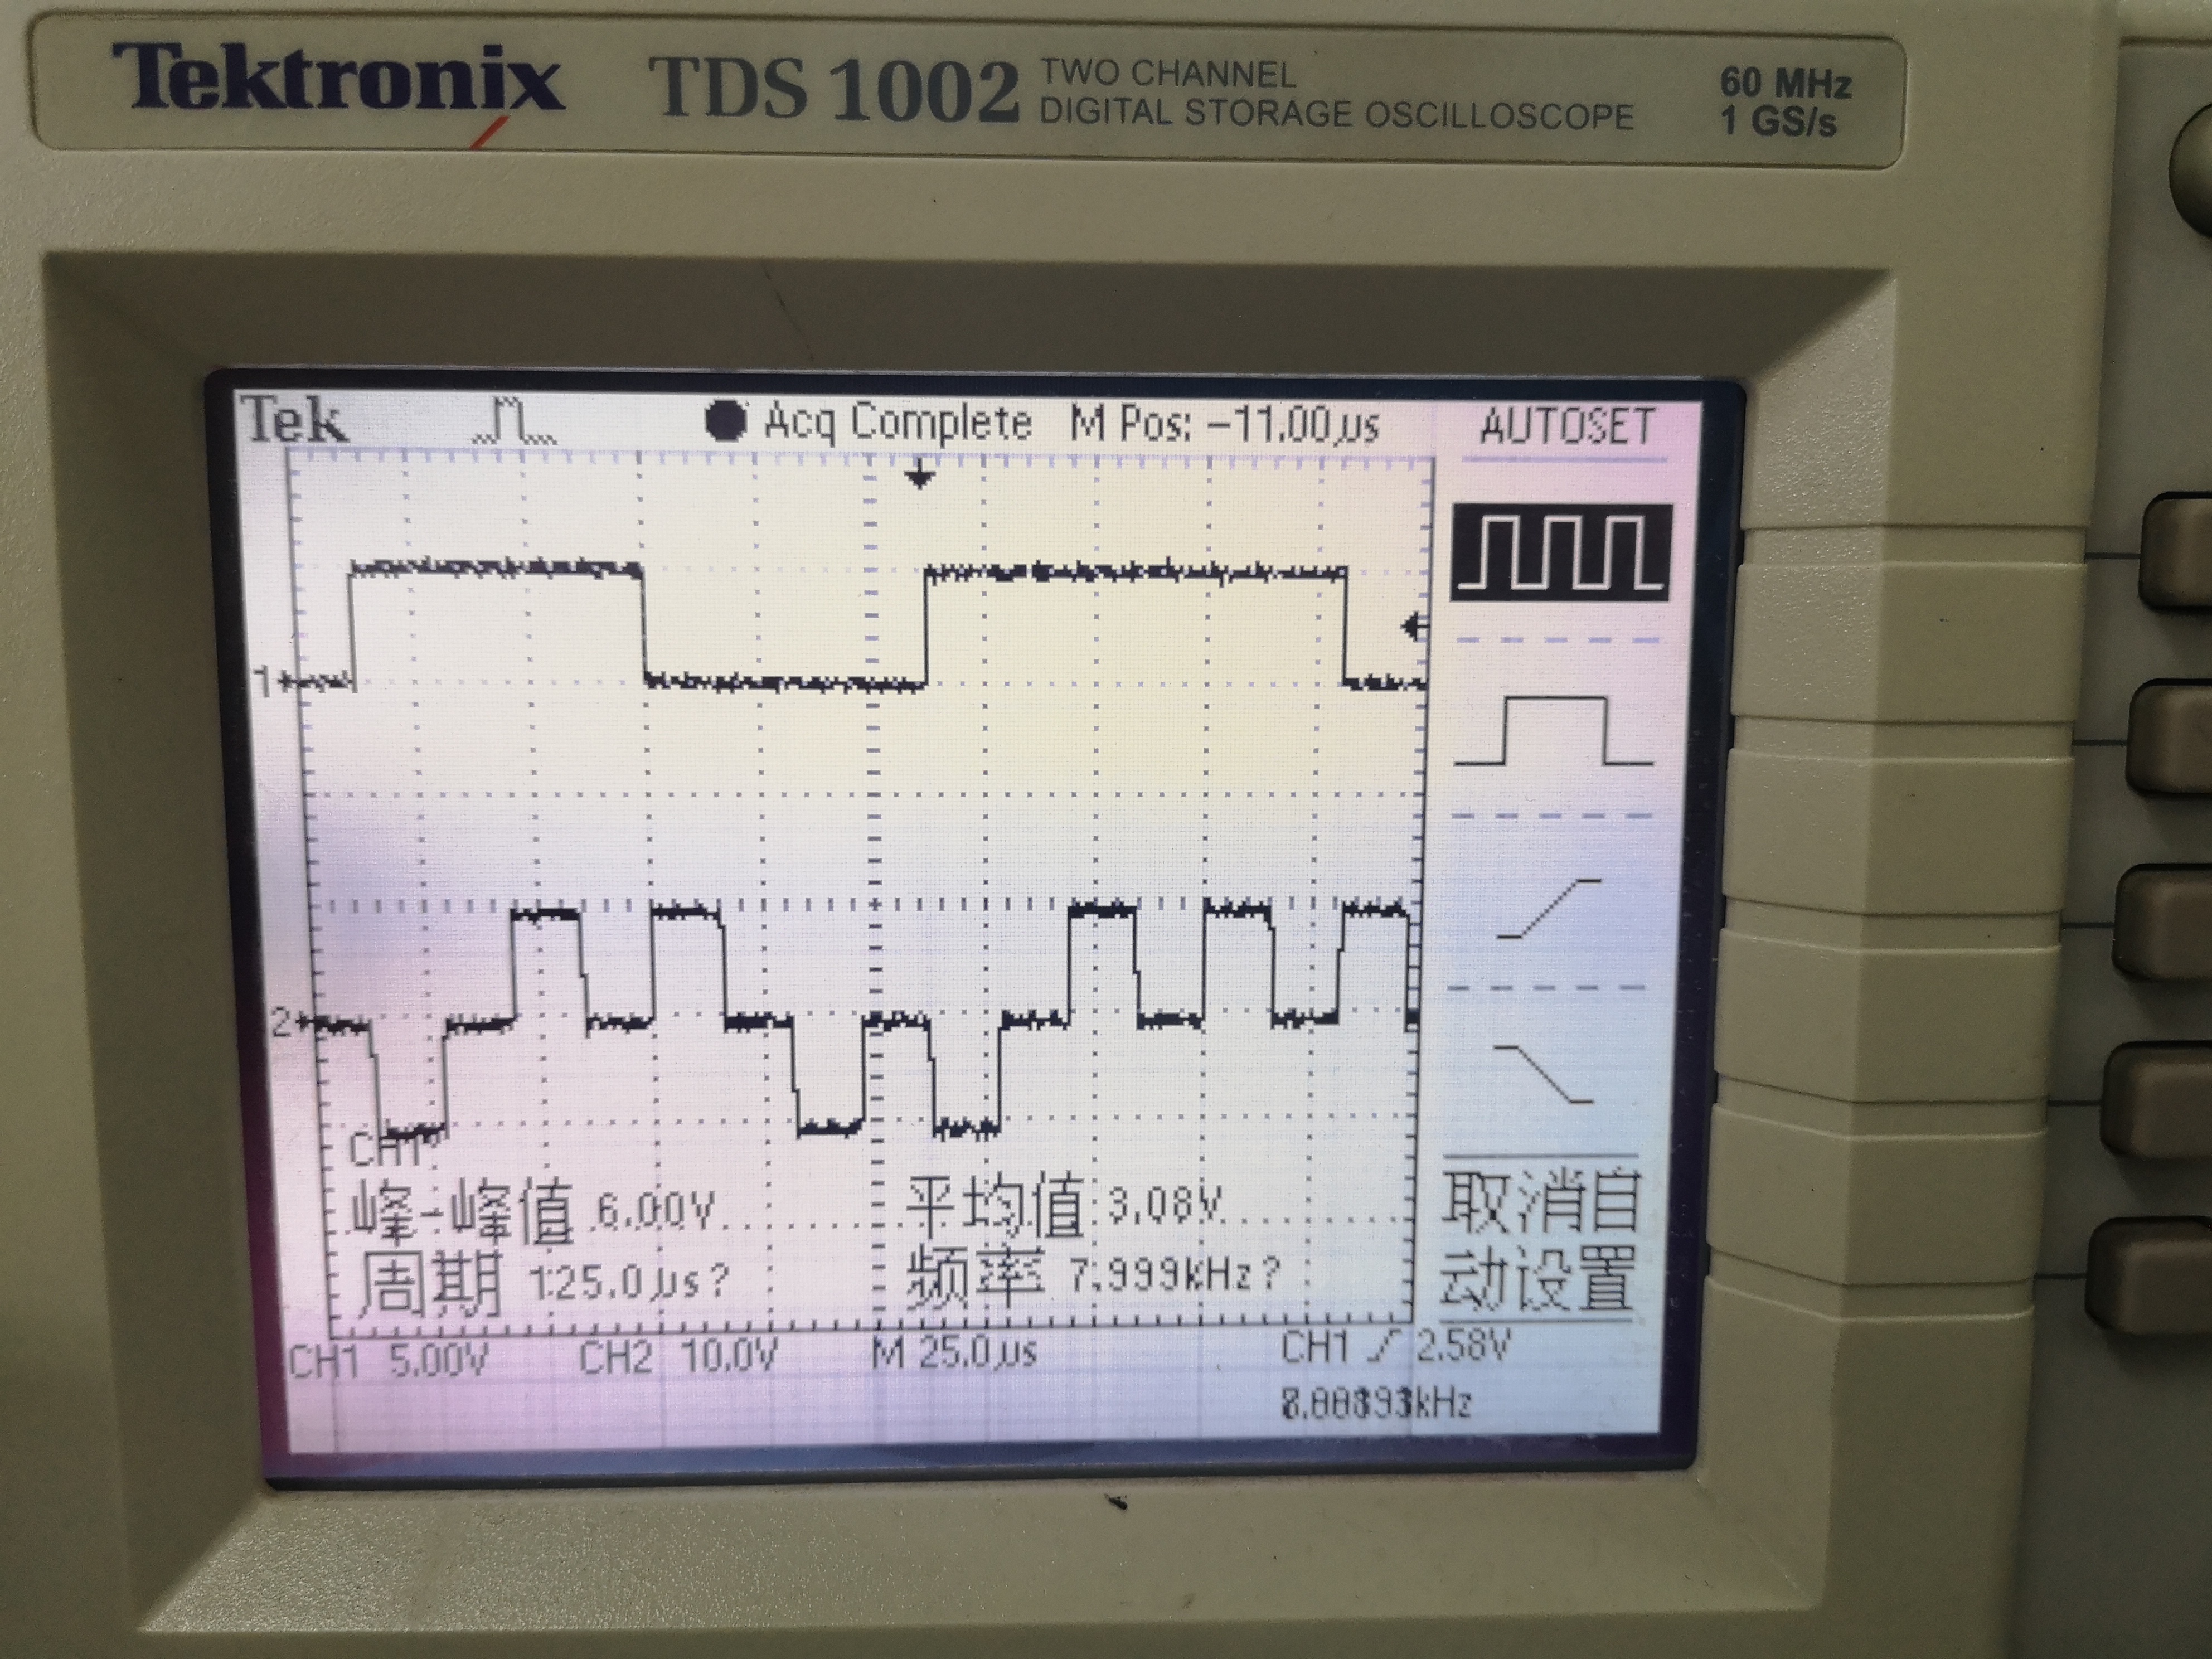 Tektronix TDS 1002 TWO CHANNEL DIGITAL STORAGE OSCILLOSCOPE
60 MHz
1 GS/s
Tek Acq Complete M Pos: -11.00µs AUTOSET
1
2
CH1
峰-峰值 6.00V 平均值 3.08V
周期 125.0µs? 频率 7.999kHz?
取消自
动设置
CH1 5.00V CH2 10.0V M 25.0µs CH1 2.58V
kHz